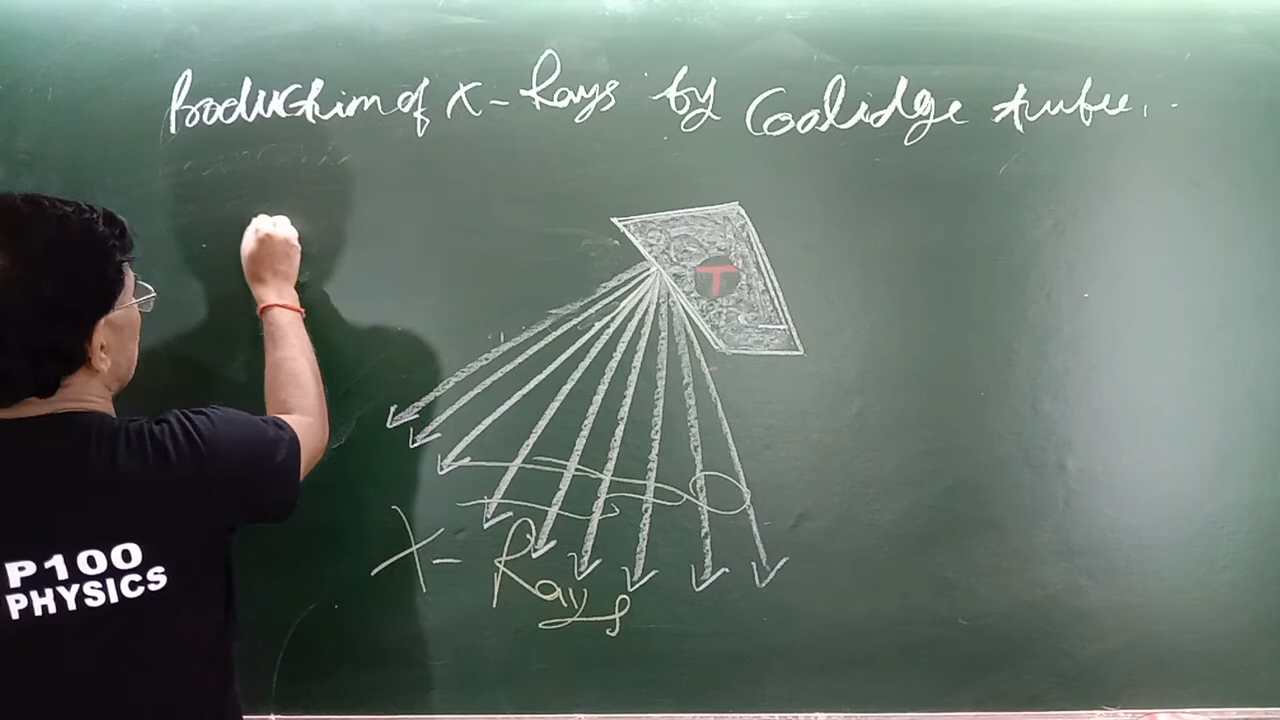 Production of X-Rays by Coolidge tube.
T
X-Rays
P100
PHYSICS